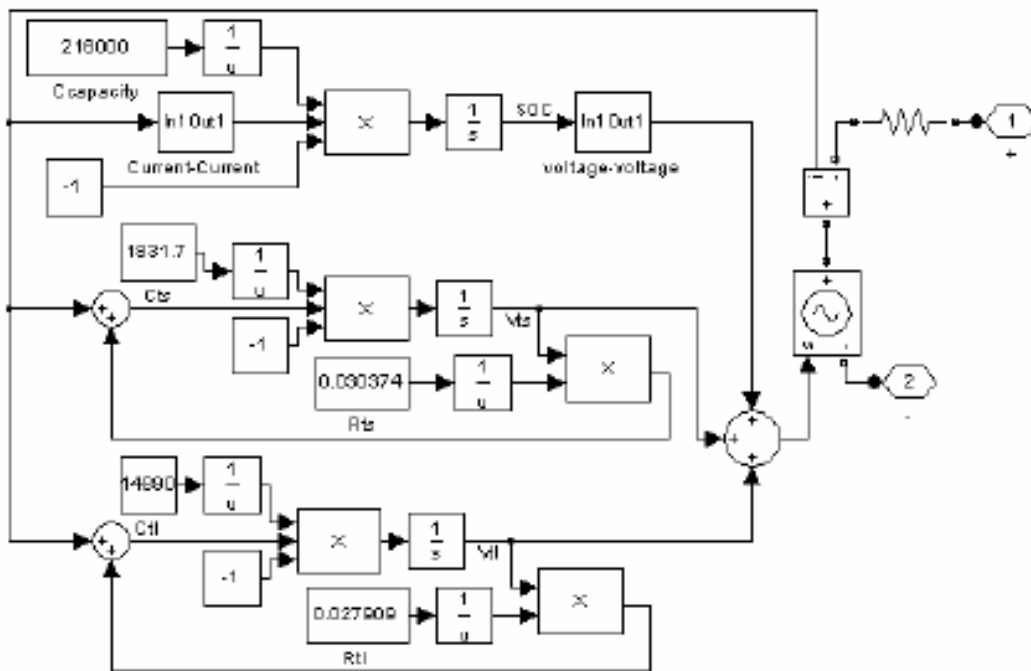 216000
1
u
Ccapacity
In1 Out1
Current-Current
-1
×
1
s
SOC
In1 Out1
voltage-voltage
1
+
+
1831.7
1
u
Cts
-1
×
1
s
Vts
0.030374
1
u
Rts
×
+
2
-
14890
1
u
Ctl
-1
×
1
s
Vtl
0.027909
1
u
Rtl
×